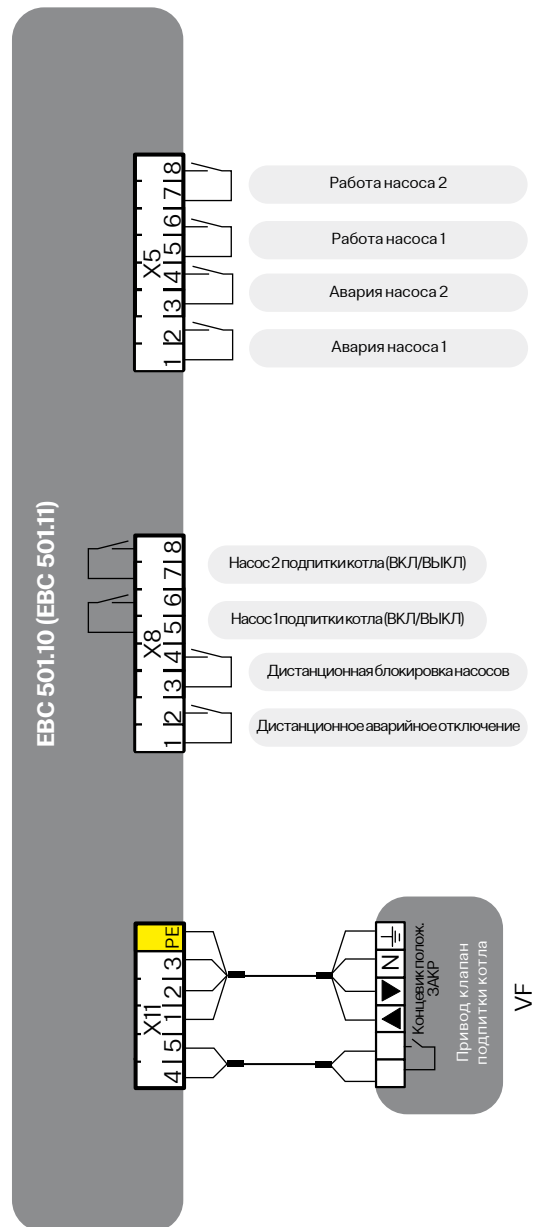 EBC 501.10 (EBC 501.11)
X5
8
7
6
5
4
3
2
1
Работа насоса 2
Работа насоса 1
Авария насоса 2
Авария насоса 1
X8
8
7
6
5
4
3
2
1
Насос 2 подпитки котла (ВКЛ/ВЫКЛ)
Насос 1 подпитки котла (ВКЛ/ВЫКЛ)
Дистанционная блокировка насосов
Дистанционное аварийное отключение
X11
PE
3
2
1
5
4
N
▼
▲
Концевик полож.
ЗАКР
Привод клапан
подпитки котла
VF